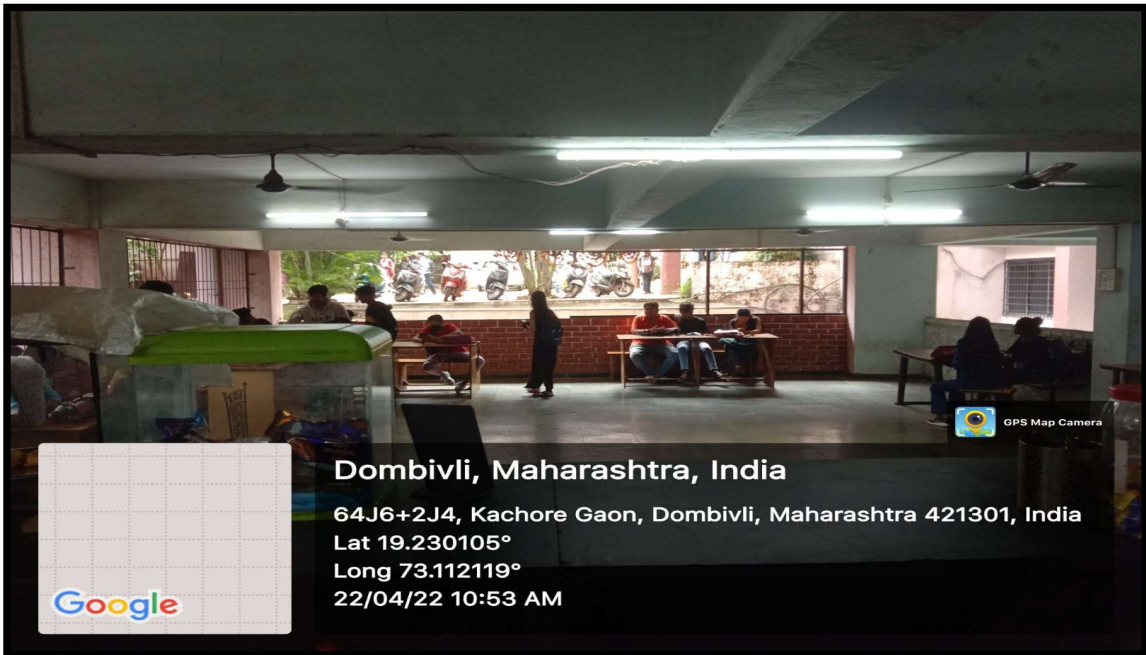 GPS Map Camera
Dombivli, Maharashtra, India
64J6+2J4, Kachore Gaon, Dombivli, Maharashtra 421301, India
Lat 19.230105°
Long 73.112119°
22/04/22 10:53 AM
Google